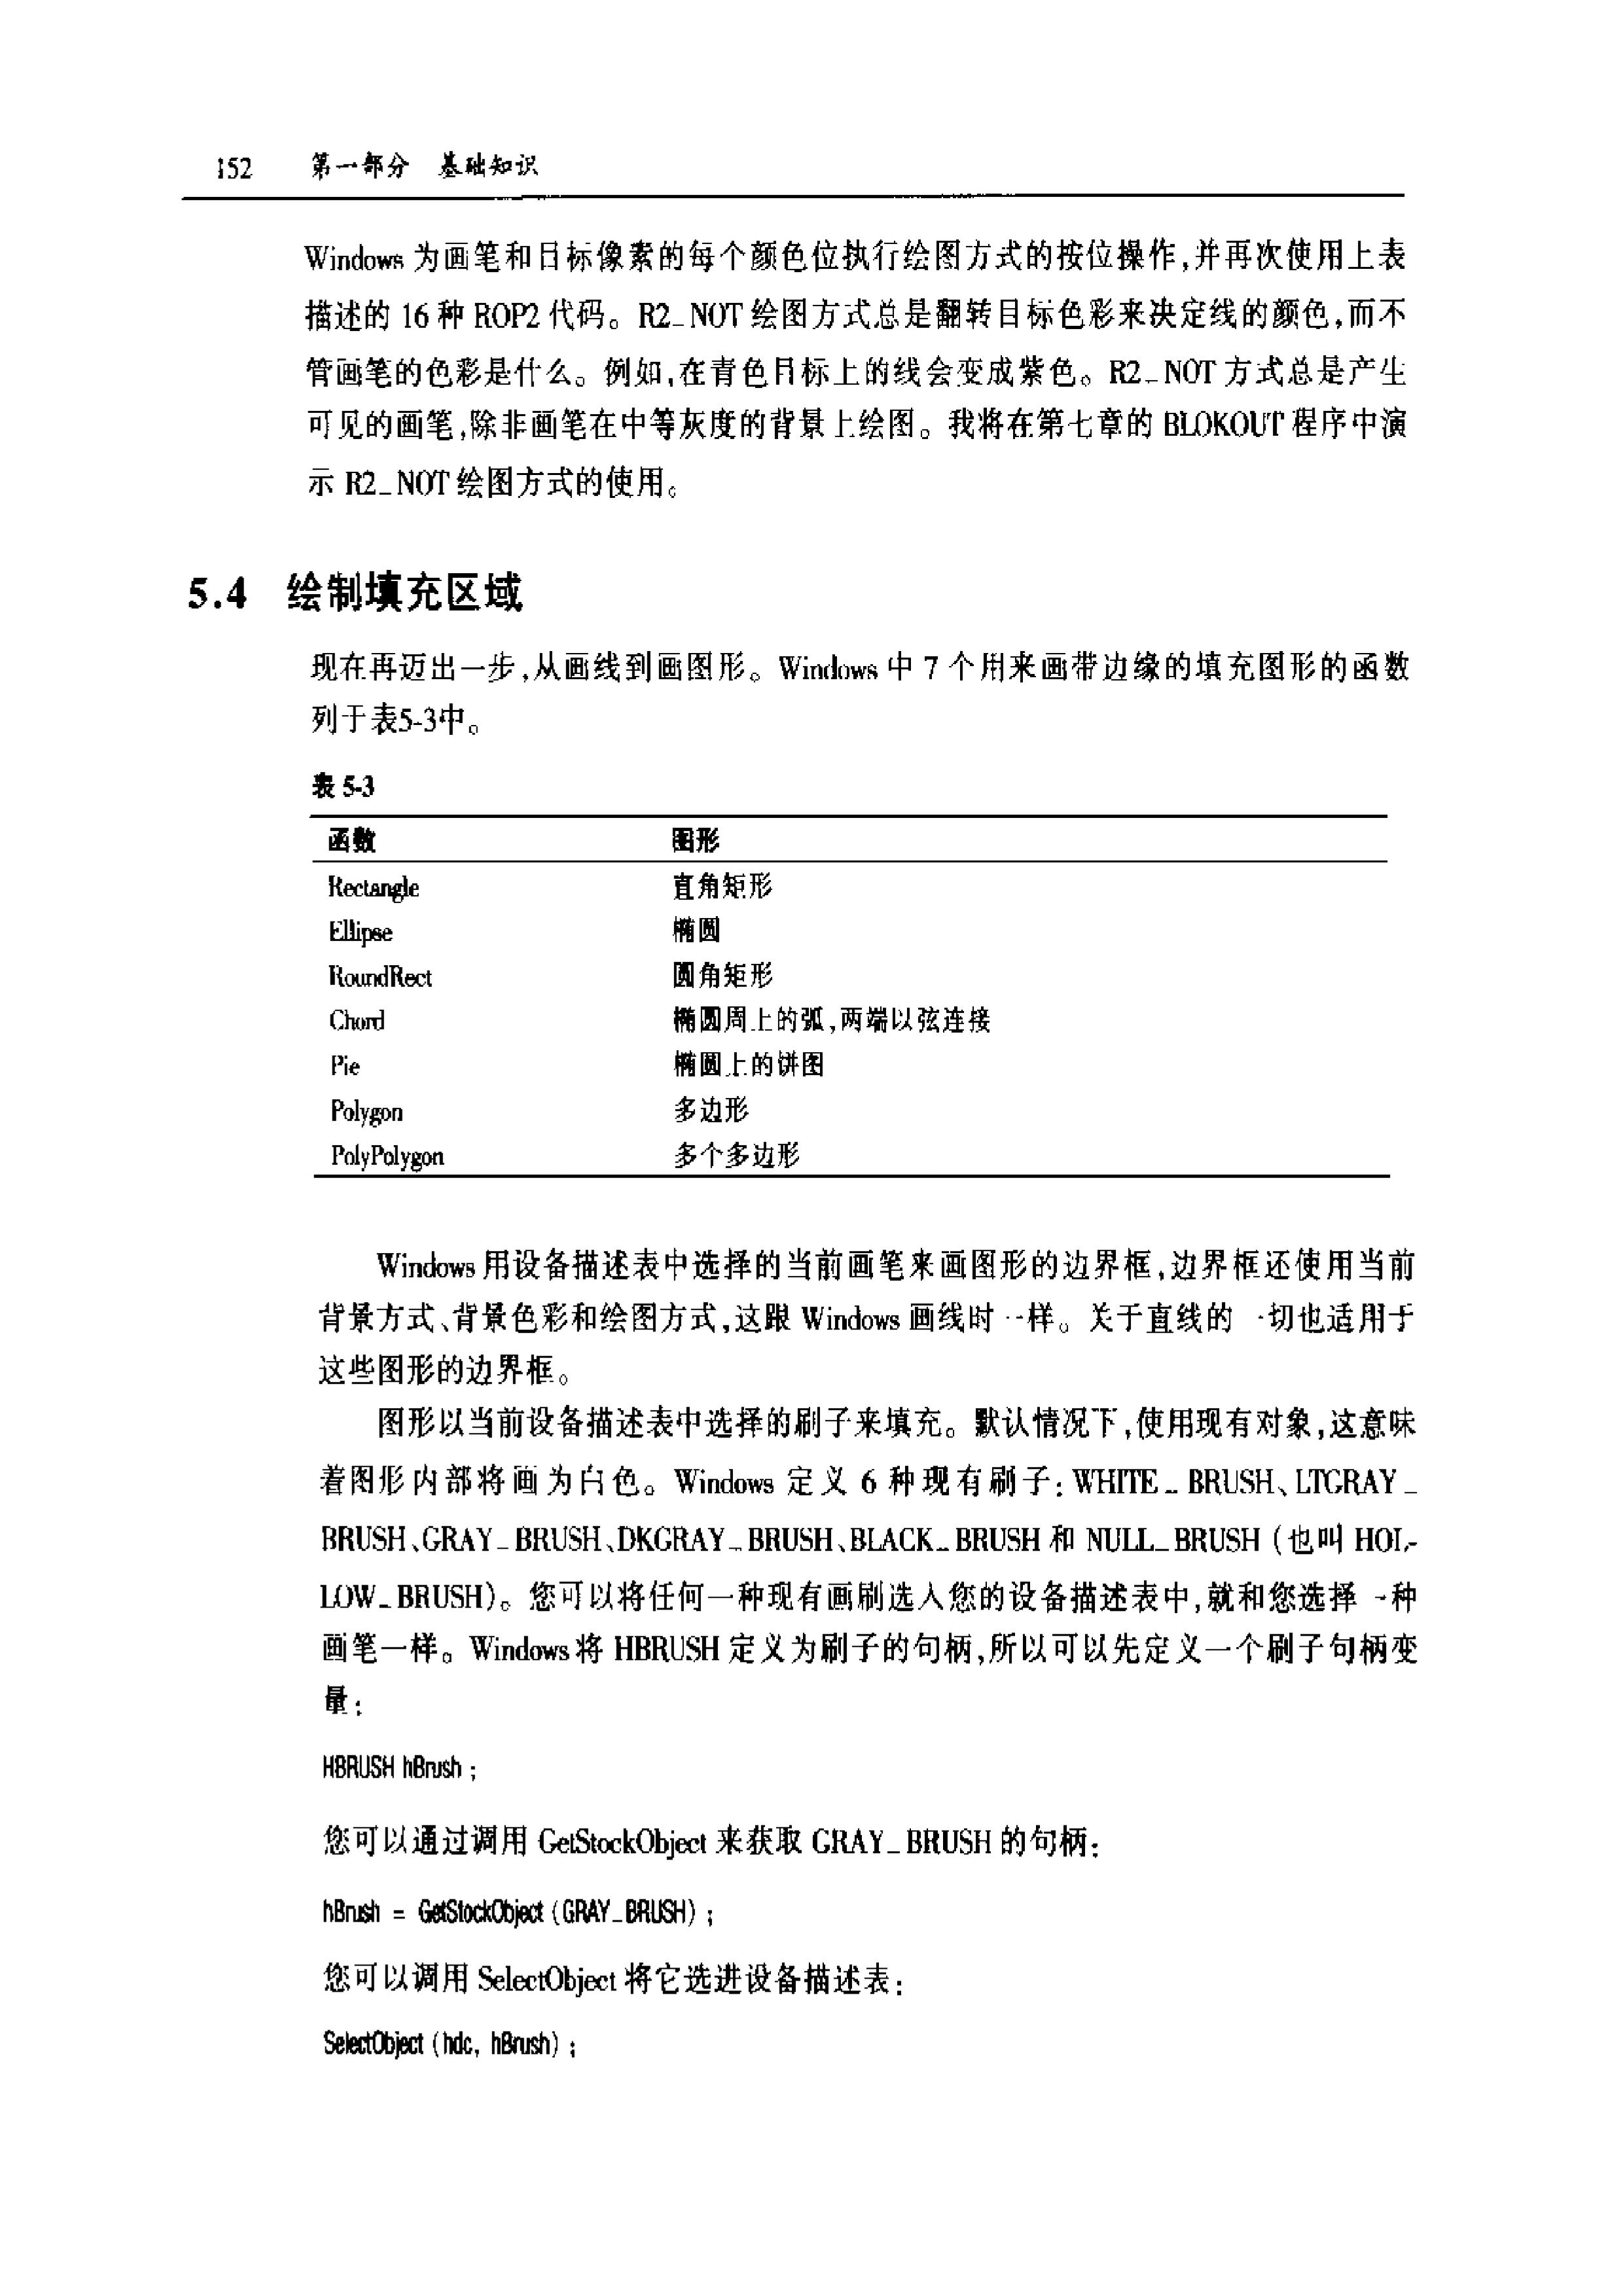 152 第一部分 基础知识
Windows 为画笔和目标像素的每个颜色位执行绘图方式的按位操作,并再次使用上表
描述的 16 种 ROP2 代码。R2_NOT 绘图方式总是翻转目标色彩来决定线的颜色,而不
管画笔的色彩是什么。例如,在青色目标上的线会变成紫色。R2_NOT 方式总是产生
可见的画笔,除非画笔在中等灰度的背景上绘图。我将在第七章的 BLOKOUT 程序中演
示 R2_NOT 绘图方式的使用。
5.4 绘制填充区域
现在再迈出一步,从画线到画图形。Windows 中 7 个用来画带边缘的填充图形的函数
列于表5-3中。
表 5-3
函数 图形
Rectangle 直角矩形
Ellipse 椭圆
RoundRect 圆角矩形
Chord 椭圆周上的弧,两端以弦连接
Pie 椭圆上的饼图
Polygon 多边形
PolyPolygon 多个多边形
Windows 用设备描述表中选择的当前画笔来画图形的边界框,边界框还使用当前
背景方式、背景色彩和绘图方式,这跟 Windows 画线时一样。关于直线的一切也适用于
这些图形的边界框。
图形以当前设备描述表中选择的刷子来填充。默认情况下,使用现有对象,这意味
着图形内部将画为白色。Windows 定义 6 种现有刷子: WHITE_BRUSH、LTGRAY_
BRUSH、GRAY_BRUSH、DKGRAY_BRUSH、BLACK_BRUSH 和 NULL_BRUSH (也叫 HOL-
LOW_BRUSH)。您可以将任何一种现有画刷选入您的设备描述表中,就和您选择一种
画笔一样。Windows 将 HBRUSH 定义为刷子的句柄,所以可以先定义一个刷子句柄变
量:
HBRUSH hBrush ;
您可以通过调用 GetStockObject 来获取 GRAY_BRUSH 的句柄:
hBrush = GetStockObject (GRAY_BRUSH) ;
您可以调用 SelectObject 将它选进设备描述表:
SelectObject (hdc, hBrush) ;